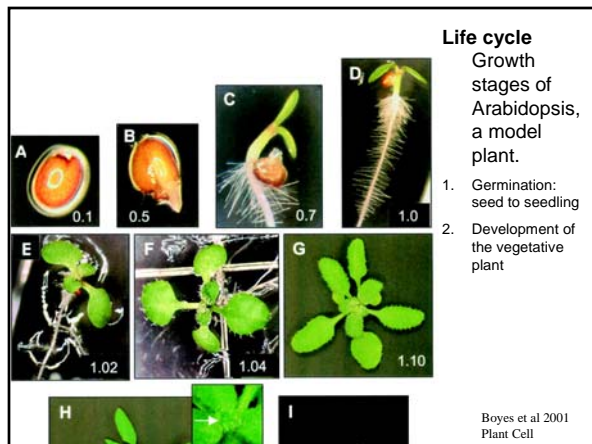 Life cycle
Growth
stages of
Arabidopsis,
a model
plant.
1. Germination:
seed to seedling
2. Development of
the vegetative
plant
A
0.1
B
0.5
C
0.7
D
1.0
E
1.02
F
1.04
G
1.10
H
I
Boyes et al 2001
Plant Cell